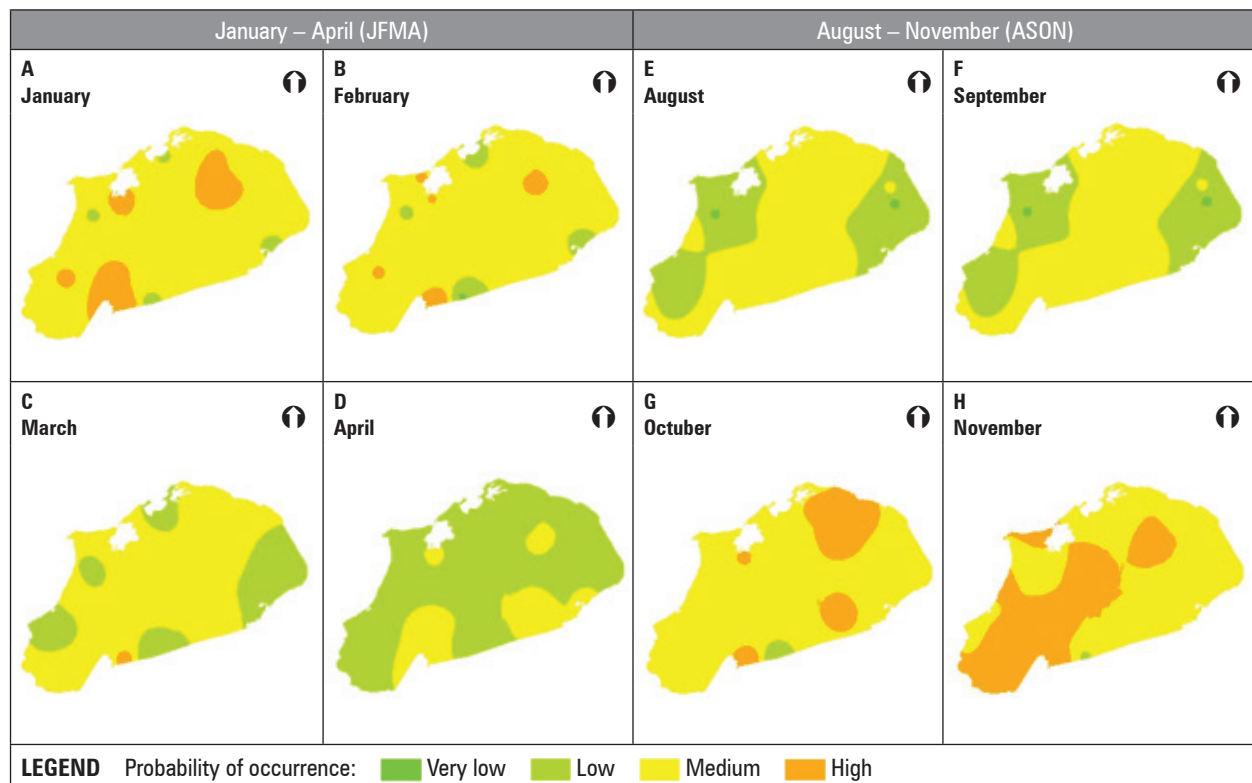 January – April (JFMA)
August – November (ASON)
A
January
B
February
E
August
F
September
C
March
D
April
G
Octuber
H
November
LEGEND Probability of occurrence: Very low Low Medium High